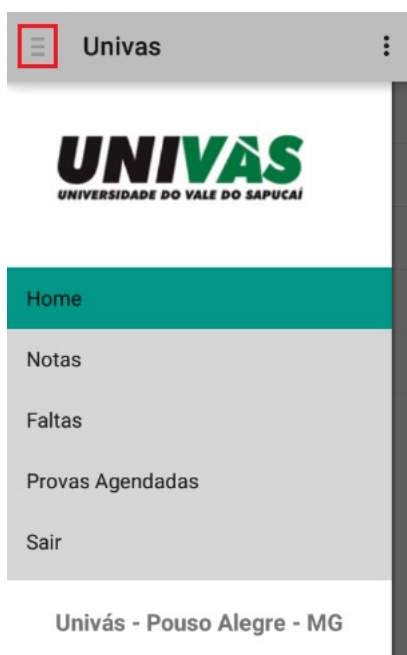 Univas
UNIVÁS
UNIVERSIDADE DO VALE DO SAPUCAÍ
Home
Notas
Faltas
Provas Agendadas
Sair
Univás - Pouso Alegre - MG